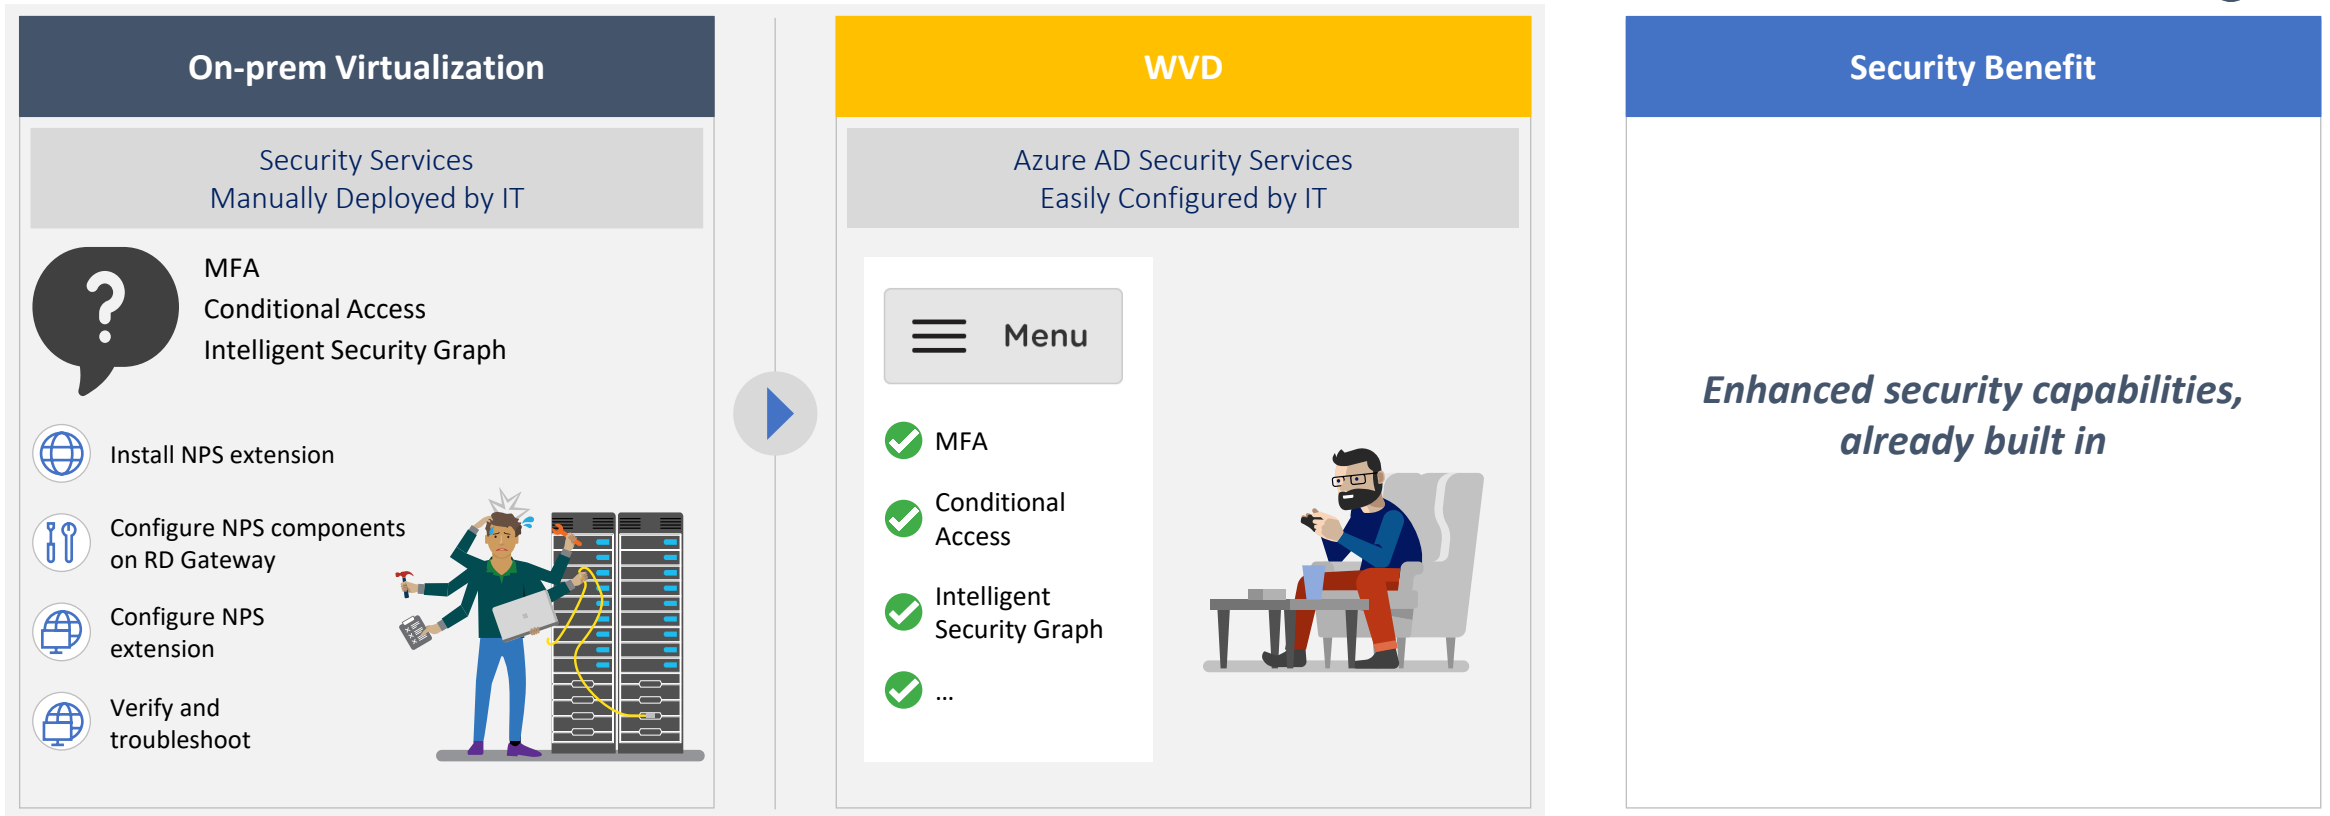 On-prem Virtualization
Security Services
Manually Deployed by IT
?
MFA
Conditional Access
Intelligent Security Graph
Install NPS extension
Configure NPS components
on RD Gateway
Configure NPS
extension
Verify and
troubleshoot
WVD
Azure AD Security Services
Easily Configured by IT
Menu
MFA
Conditional
Access
Intelligent
Security Graph
...
Security Benefit
Enhanced security capabilities,
already built in